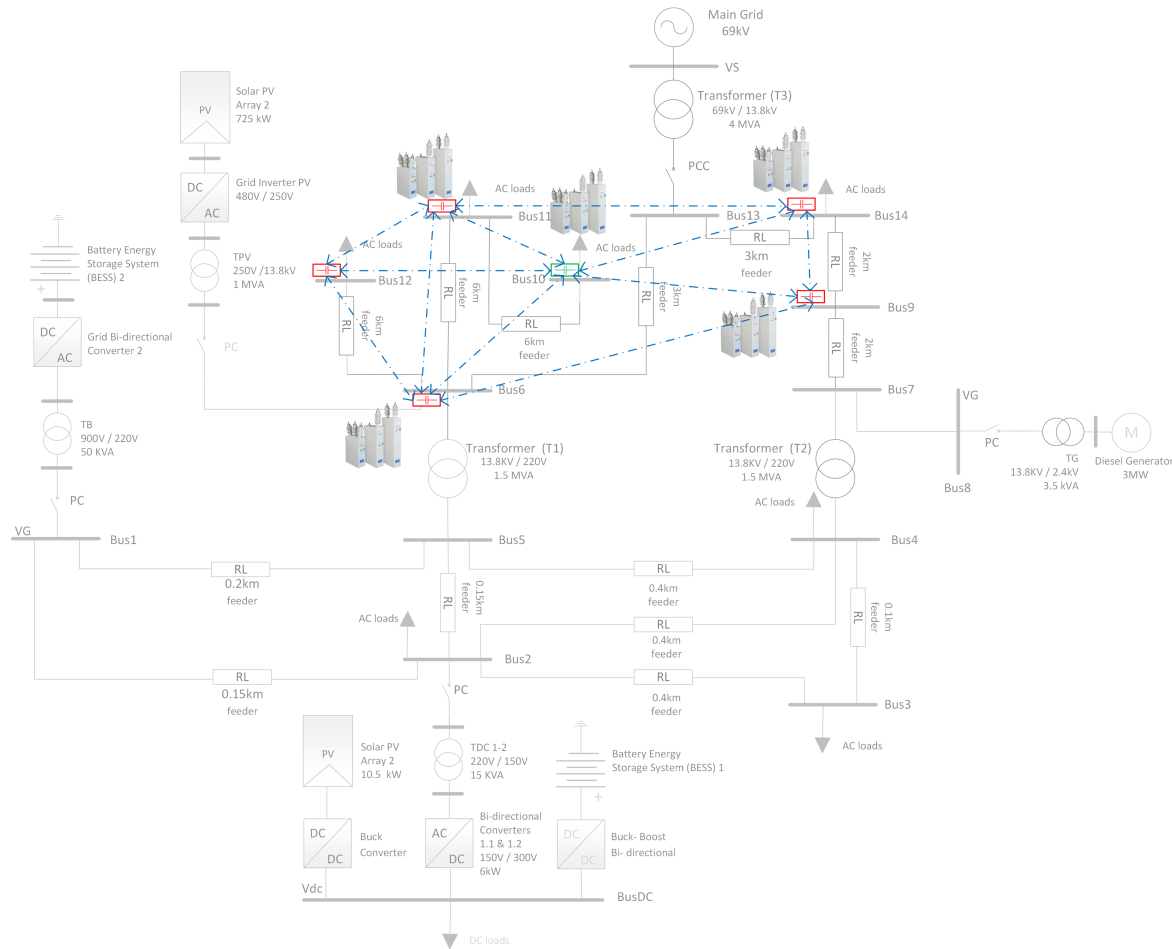 Main Grid
69kV
VS
Transformer (T3)
69kV / 13.8kV
4 MVA
PCC
Solar PV
Array 2
725 kW
PV
DC
AC
Grid Inverter PV
480V / 250V
TPV
250V /13.8kV
1 MVA
PC
Battery Energy
Storage System
(BESS) 2
+
DC
AC
Grid Bi-directional
Converter 2
TB
900V / 220V
50 KVA
PC
VG
Bus1
AC loads
Bus11
AC loads
Bus12
AC loads
Bus10
Bus13
AC loads
Bus14
RL
3km
feeder
RL
2km
feeder
Bus9
RL
2km
feeder
Bus7
RL
6km
feeder
RL
6km
feeder
RL
6km
feeder
RL
3km
feeder
Bus6
Transformer (T1)
13.8KV / 220V
1.5 MVA
Transformer (T2)
13.8KV / 220V
1.5 MVA
VG
Bus8
PC
TG
13.8KV / 2.4kV
3.5 kVA
M
Diesel Generator
3MW
AC loads
Bus5
Bus4
RL
0.2km
feeder
RL
0.15km
feeder
RL
0.4km
feeder
RL
0.4km
feeder
RL
0.4km
feeder
RL
0.1km
feeder
AC loads
Bus2
RL
0.15km
feeder
Bus3
AC loads
PC
TDC 1-2
220V / 150V
15 KVA
Solar PV
Array 2
10.5 kW
PV
Battery Energy
Storage System (BESS) 1
+
DC
DC
Buck
Converter
AC
DC
Bi-directional
Converters
1.1 & 1.2
150V / 300V
6kW
DC
DC
Buck- Boost
Bi- directional
Vdc
BusDC
DC loads